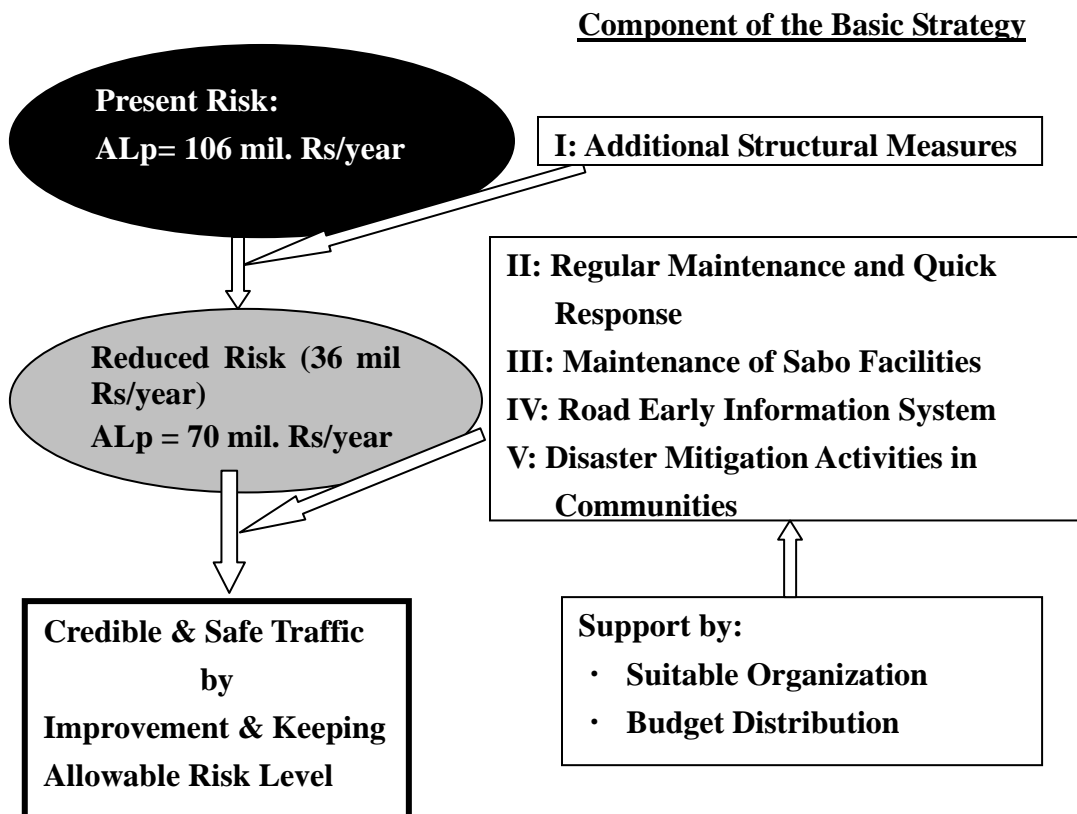 Component of the Basic Strategy
Present Risk:
ALp= 106 mil. Rs/year
I: Additional Structural Measures
II: Regular Maintenance and Quick
Response
III: Maintenance of Sabo Facilities
IV: Road Early Information System
V: Disaster Mitigation Activities in
Communities
Reduced Risk (36 mil
Rs/year)
ALp = 70 mil. Rs/year
Credible & Safe Traffic
by
Improvement & Keeping
Allowable Risk Level
Support by:
・ Suitable Organization
・ Budget Distribution